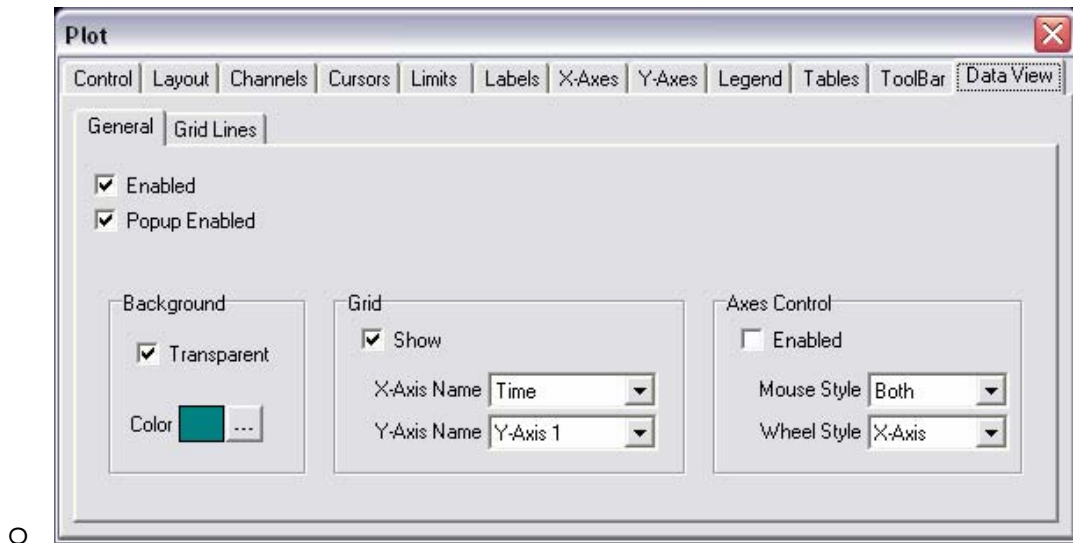 Plot
Control Layout Channels Cursors Limits Labels X-Axes Y-Axes Legend Tables ToolBar Data View
General Grid Lines
Enabled
Popup Enabled
Background
Transparent
Color ...
Grid
Show
X-Axis Name Time
Y-Axis Name Y-Axis 1
Axes Control
Enabled
Mouse Style Both
Wheel Style X-Axis